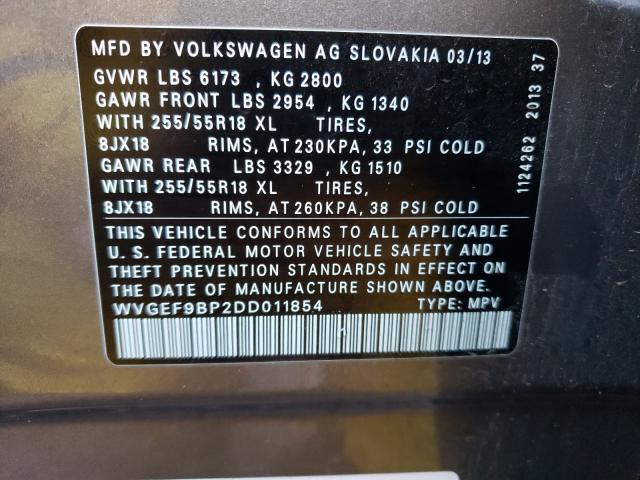 MFD BY VOLKSWAGEN AG SLOVAKIA 03/13
GVWR LBS 6173 , KG 2800
GAWR FRONT LBS 2954 , KG 1340
WITH 255/55R18 XL TIRES,
8JX18 RIMS, AT 230KPA, 33 PSI COLD
GAWR REAR LBS 3329 , KG 1510
WITH 255/55R18 XL TIRES,
8JX18 RIMS, AT 260KPA, 38 PSI COLD
THIS VEHICLE CONFORMS TO ALL APPLICABLE
U. S. FEDERAL MOTOR VEHICLE SAFETY AND
THEFT PREVENTION STANDARDS IN EFFECT ON
THE DATE OF MANUFACTURE SHOWN ABOVE.
WVGEF9BP2DD011854 TYPE: MPV
1124262 2013 37